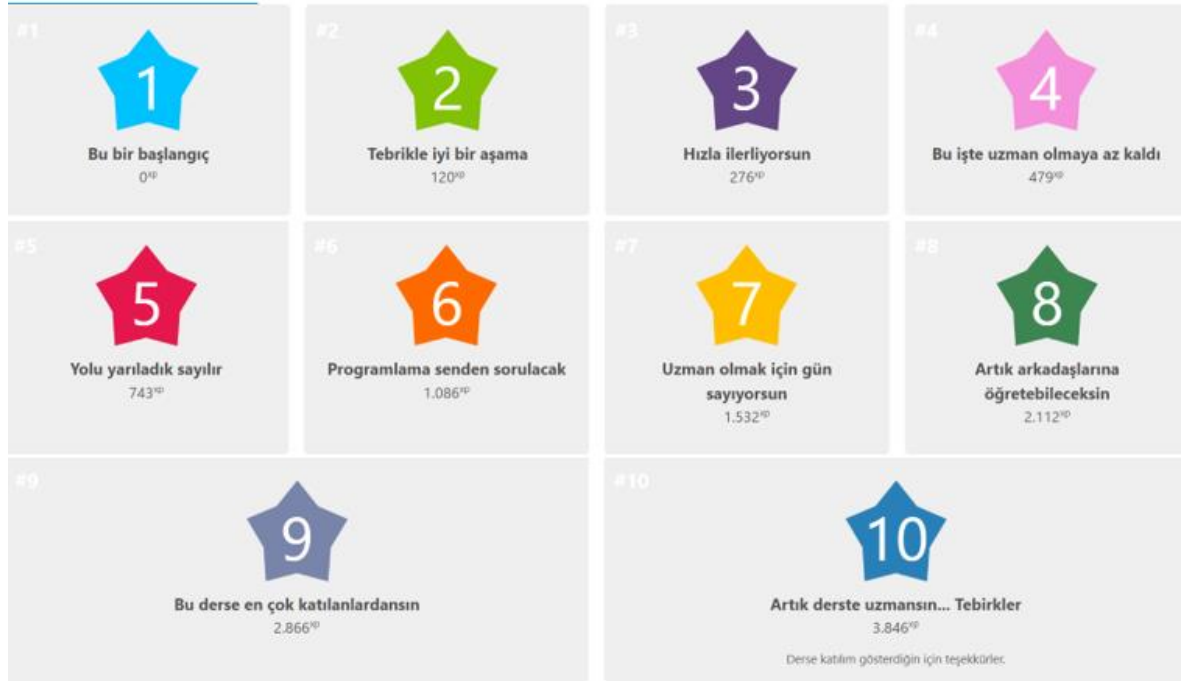 #1
1
Bu bir başlangıç
0xp
#2
2
Tebrikle iyi bir aşama
120xp
#3
3
Hızla ilerliyorsun
276xp
#4
4
Bu işte uzman olmaya az kaldı
479xp
#5
5
Yolu yarıladık sayılır
743xp
#6
6
Programlama senden sorulacak
1.086xp
#7
7
Uzman olmak için gün
sayıyorsun
1.532xp
#8
8
Artık arkadaşlarına
öğretebileceksin
2.112xp
#9
9
Bu derse en çok katılanlardansın
2.866xp
#10
10
Artık derste uzmansın... Tebirkler
3.846xp
Derse katılım gösterdiğin için teşekkürler.